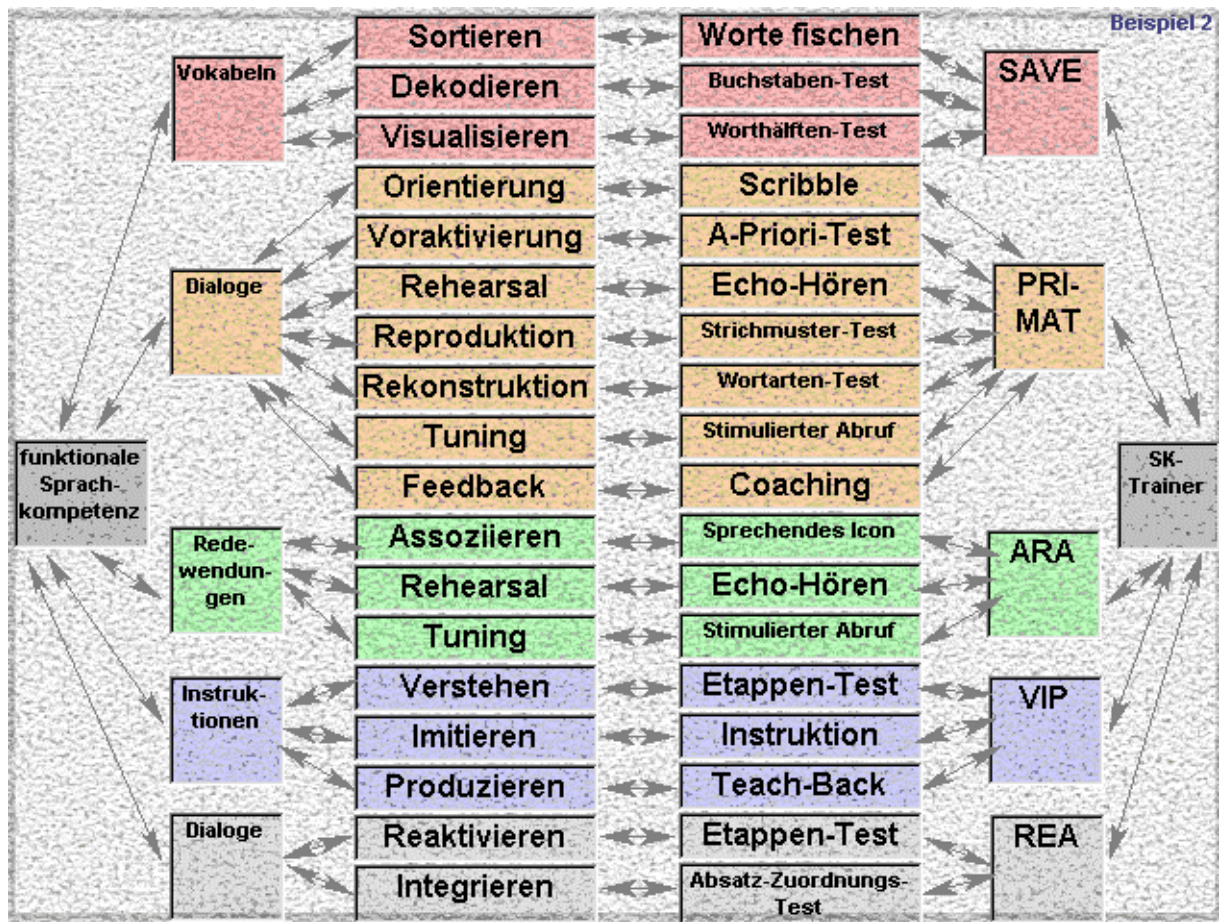 Beispiel 2
Sortieren
Worte fischen
Vokabeln
SAVE
Dekodieren
Buchstaben-Test
Visualisieren
Worthälften-Test
Orientierung
Scribble
Voraktivierung
A-Priori-Test
Dialoge
Rehearsal
Echo-Hören
PRI-
MAT
Reproduktion
Strichmuster-Test
Rekonstruktion
Wortarten-Test
Tuning
Stimulierter Abruf
funktionale
Sprach-
kompetenz
SK-
Trainer
Feedback
Coaching
Assoziieren
Sprechendes Icon
Rede-
wendun-
gen
ARA
Rehearsal
Echo-Hören
Tuning
Stimulierter Abruf
Verstehen
Etappen-Test
Instruk-
tionen
VIP
Imitieren
Instruktion
Produzieren
Teach-Back
Dialoge
Reaktivieren
Etappen-Test
REA
Integrieren
Absatz-Zuordnungs-
Test